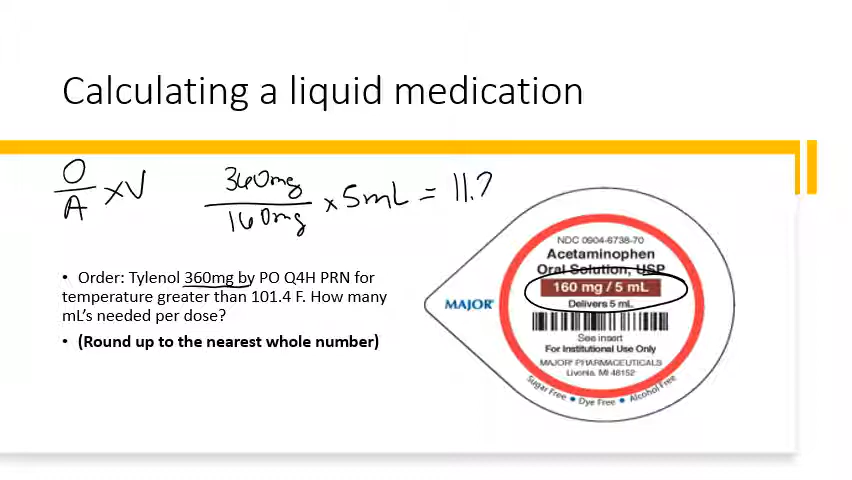 Calculating a liquid medication
O
A
xV
360mg
160mg
x 5mL = 11.2
• Order: Tylenol 360mg by PO Q4H PRN for
temperature greater than 101.4 F. How many
mL's needed per dose?
• (Round up to the nearest whole number)
NDC 0904-6738-70
Acetaminophen
Oral Solution, USP
160 mg / 5 mL
Delivers 5 mL
MAJOR®
See insert
For Institutional Use Only
MAJOR® PHARMACEUTICALS
Livonia, MI 48152
Sugar Free • Dye Free • Alcohol Free